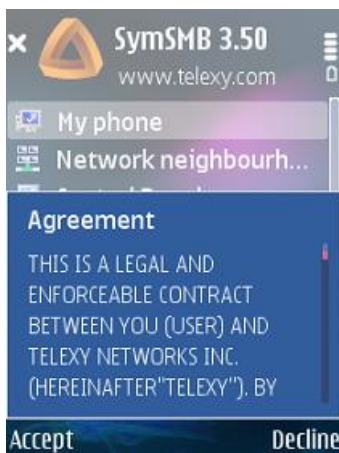 SymSMB 3.50
www.telexy.com
My phone
Network neighbourh...
Agreement
THIS IS A LEGAL AND
ENFORCEABLE CONTRACT
BETWEEN YOU (USER) AND
TELEXY NETWORKS INC.
(HEREINAFTER"TELEXY"). BY
Accept
Decline